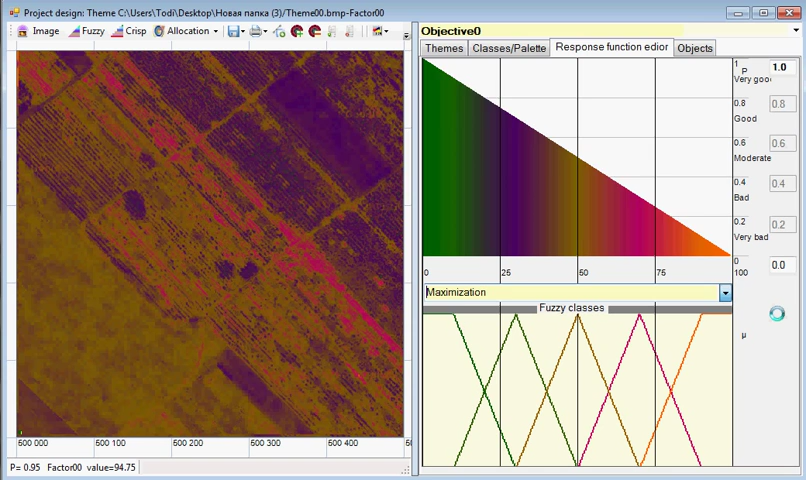 Project design: Theme C:\Users\Todi\Desktop\Новая папка (3)/Theme00.bmp-Factor00
Image Fuzzy Crisp Allocation
500 000 500 100 500 200 500 300 500 400
P= 0.95 Factor00 value=94.75
Objective0
Themes Classes/Palette Response function edior Objects
1 P 1.0
Very good
0.8 0.8
Good
0.6 0.6
Moderate
0.4 0.4
Bad
0.2 0.2
Very bad
0 0.0
0 25 50 75 100
Maximization
Fuzzy classes
μ